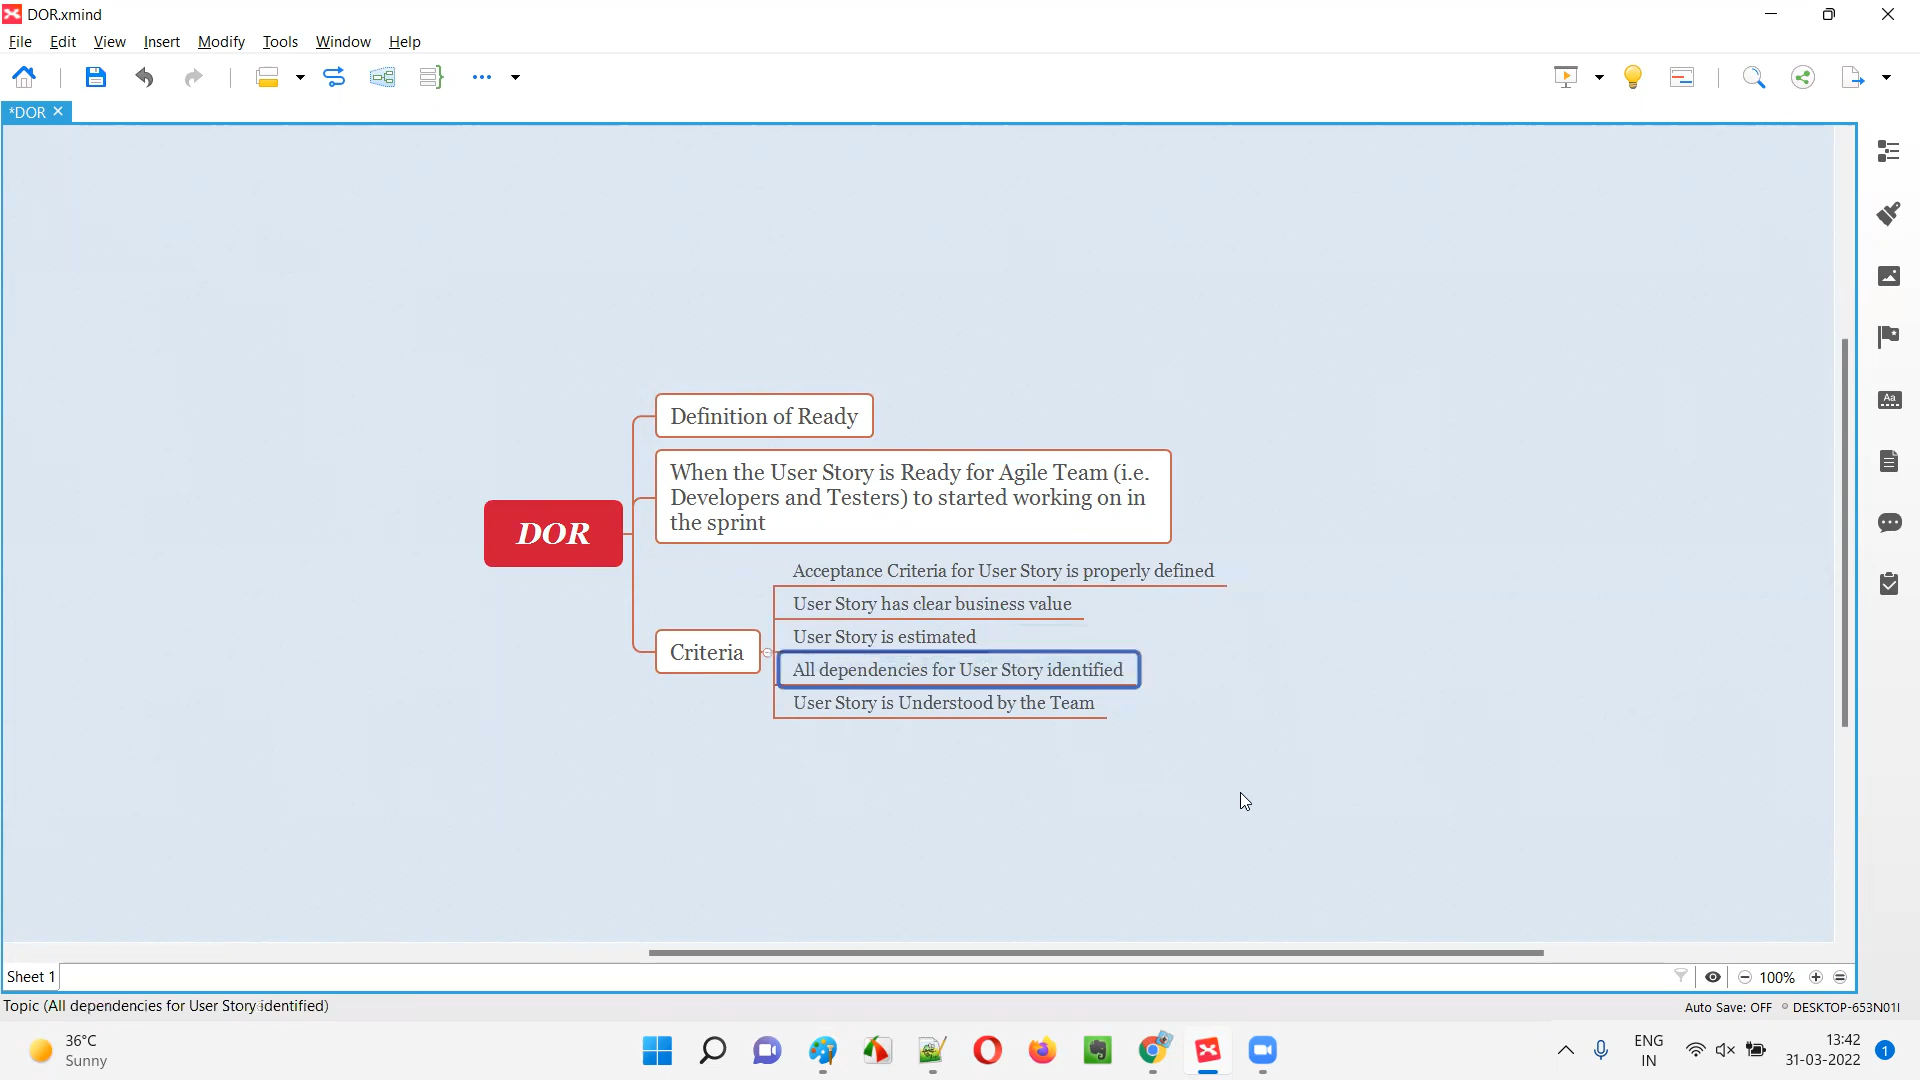 DOR.xmind
File Edit View Insert Modify Tools Window Help
*DOR
Definition of Ready
When the User Story is Ready for Agile Team (i.e.
Developers and Testers) to started working on in
the sprint
DOR
Acceptance Criteria for User Story is properly defined
User Story has clear business value
User Story is estimated
Criteria
All dependencies for User Story identified
User Story is Understood by the Team
Aa
Sheet 1
100%
Topic (All dependencies for User Story identified)
Auto Save: OFF
DESKTOP-653N01I
36°C
Sunny
ENG
IN
13:42
31-03-2022
1